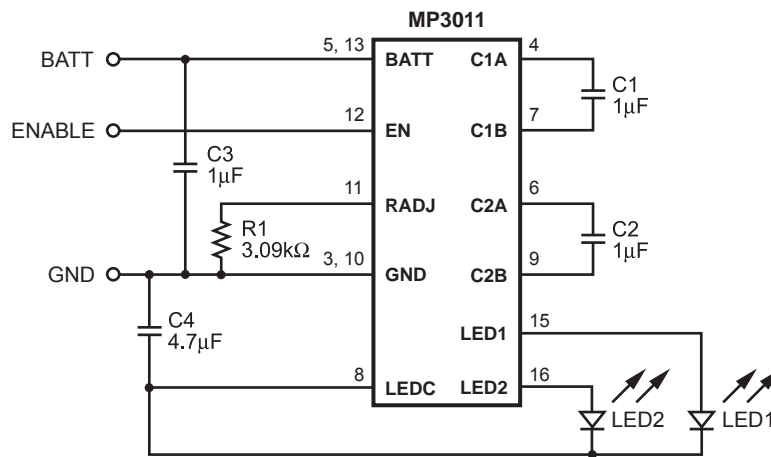 MP3011
BATT
5, 13
BATT
C1A
4
C1
1µF
ENABLE
12
EN
C1B
7
C3
1µF
11
RADJ
C2A
6
R1
3.09kΩ
C2
1µF
GND
3, 10
GND
C2B
9
C4
4.7µF
LED1
15
8
LEDC
LED2
16
LED2
LED1